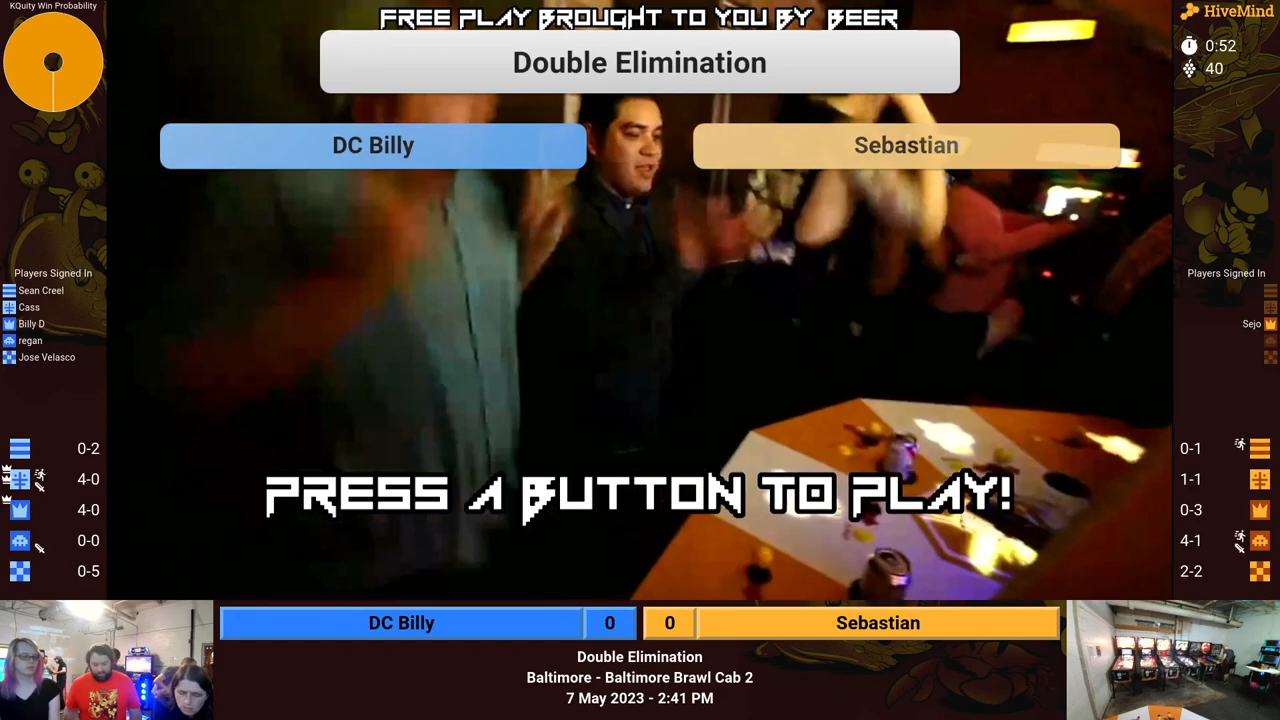 KQuity Win Probability
FREE PLAY BROUGHT TO YOU BY BEER
HiveMind
Double Elimination
0:52
40
DC Billy
Sebastian
Players Signed In
Sean Creel
Cass
Billy D
regan
Jose Velasco
Players Signed In
Sejo
0-2
4-0
4-0
0-0
0-5
0-1
1-1
0-3
4-1
2-2
PRESS A BUTTON TO PLAY!
DC Billy 0
0 Sebastian
Double Elimination
Baltimore - Baltimore Brawl Cab 2
7 May 2023 - 2:41 PM